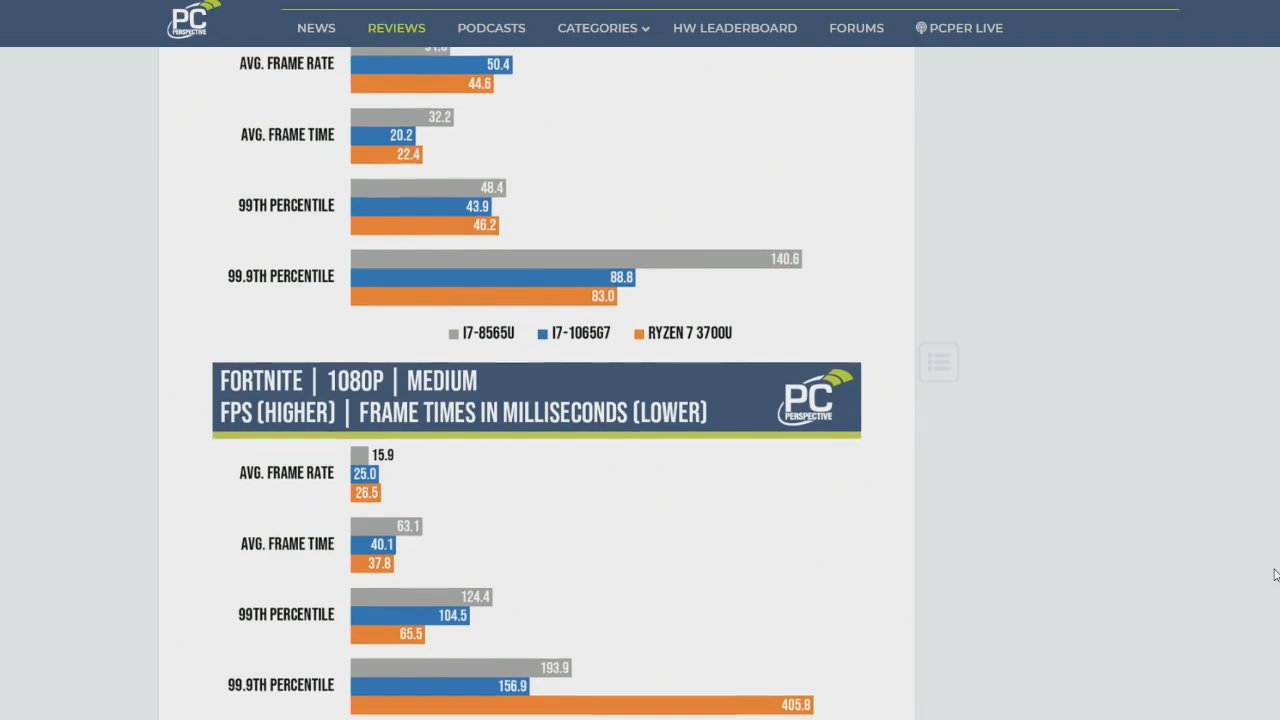 PC
PERSPECTIVE
NEWS REVIEWS PODCASTS CATEGORIES HW LEADERBOARD FORUMS PCPER LIVE
AVG. FRAME RATE
50.4
44.6
32.2
AVG. FRAME TIME
20.2
22.4
48.4
99TH PERCENTILE
43.9
46.2
140.6
99.9TH PERCENTILE
88.8
83.0
I7-8565U I7-1065G7 RYZEN 7 3700U
FORTNITE | 1080P | MEDIUM
FPS (HIGHER) | FRAME TIMES IN MILLISECONDS (LOWER)
PC
PERSPECTIVE
15.9
AVG. FRAME RATE
25.0
26.5
63.1
AVG. FRAME TIME
40.1
37.8
124.4
99TH PERCENTILE
104.5
65.5
193.9
99.9TH PERCENTILE
156.9
405.8